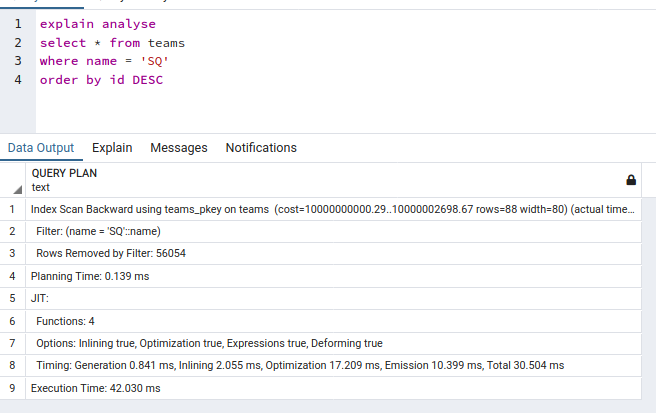 1 explain analyse
2 select * from teams
3 where name = 'SQ'
4 order by id DESC
Data Output Explain Messages Notifications
QUERY PLAN
text
1 Index Scan Backward using teams_pkey on teams (cost=10000000000.29..10000002698.67 rows=88 width=80) (actual time...
2 Filter: (name = 'SQ'::name)
3 Rows Removed by Filter: 56054
4 Planning Time: 0.139 ms
5 JIT:
6 Functions: 4
7 Options: Inlining true, Optimization true, Expressions true, Deforming true
8 Timing: Generation 0.841 ms, Inlining 2.055 ms, Optimization 17.209 ms, Emission 10.399 ms, Total 30.504 ms
9 Execution Time: 42.030 ms